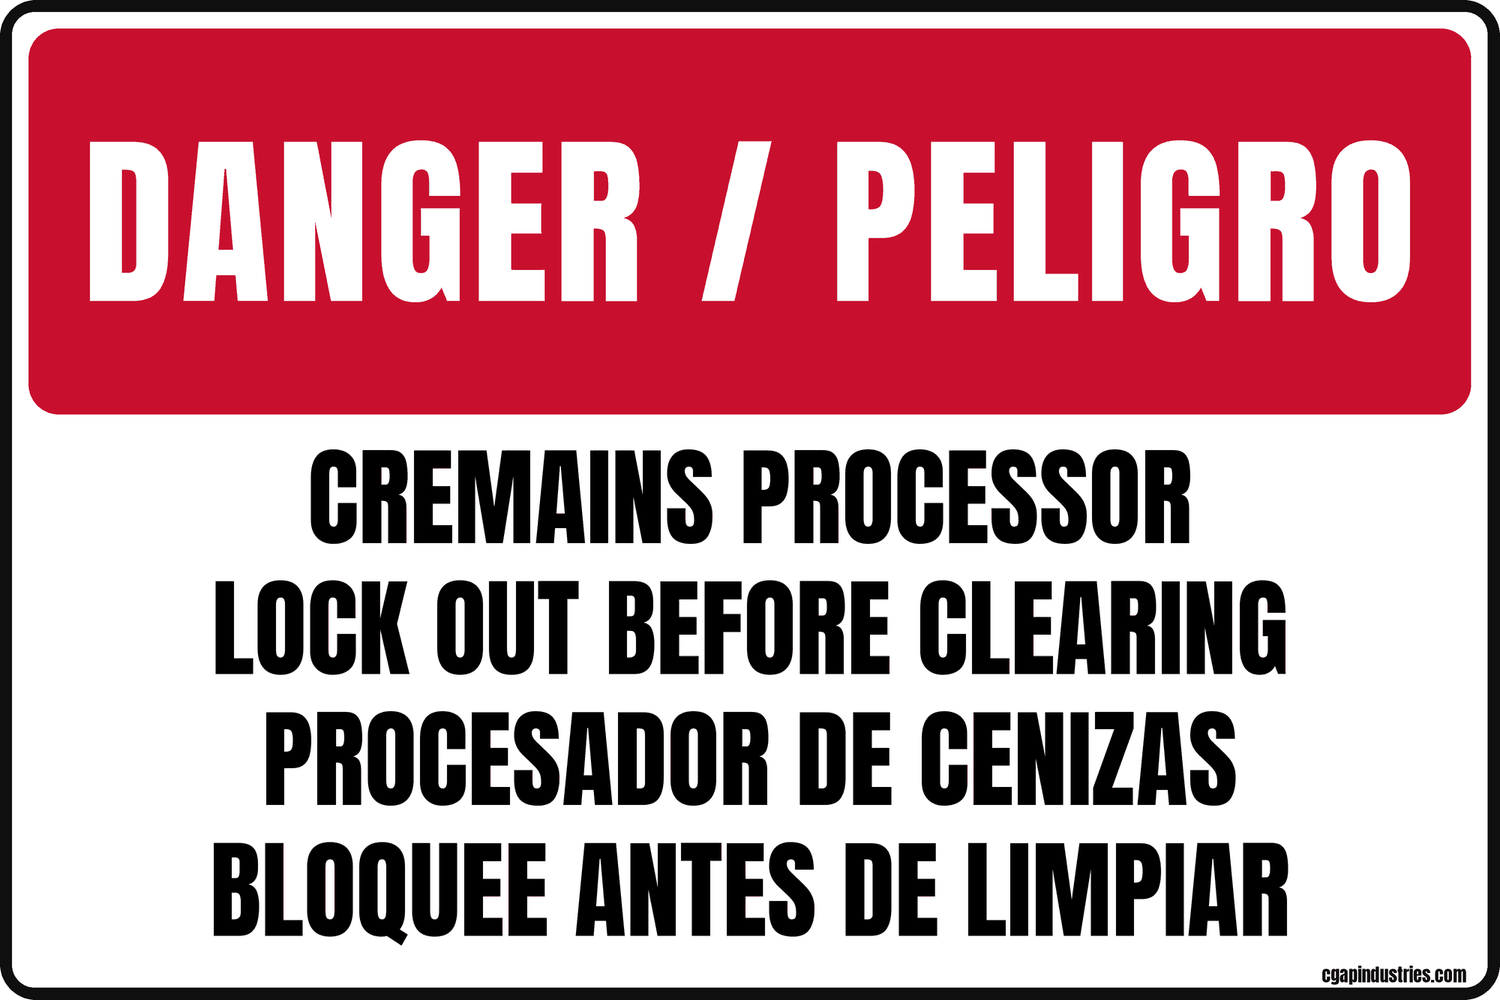 DANGER / PELIGRO
CREMAINS PROCESSOR
LOCK OUT BEFORE CLEARING
PROCESADOR DE CENIZAS
BLOQUEE ANTES DE LIMPIAR
cgapindustries.com